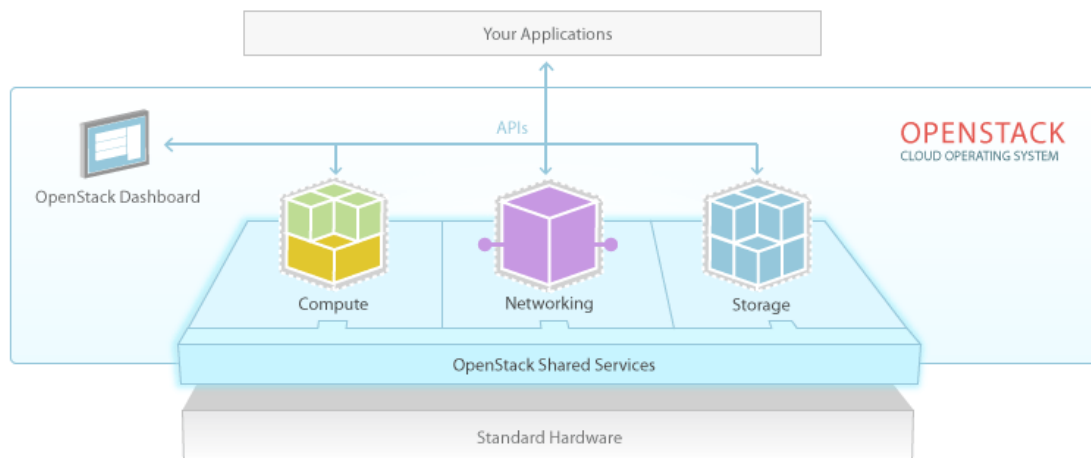 Your Applications
APIs
OPENSTACK
CLOUD OPERATING SYSTEM
OpenStack Dashboard
Compute
Networking
Storage
OpenStack Shared Services
Standard Hardware